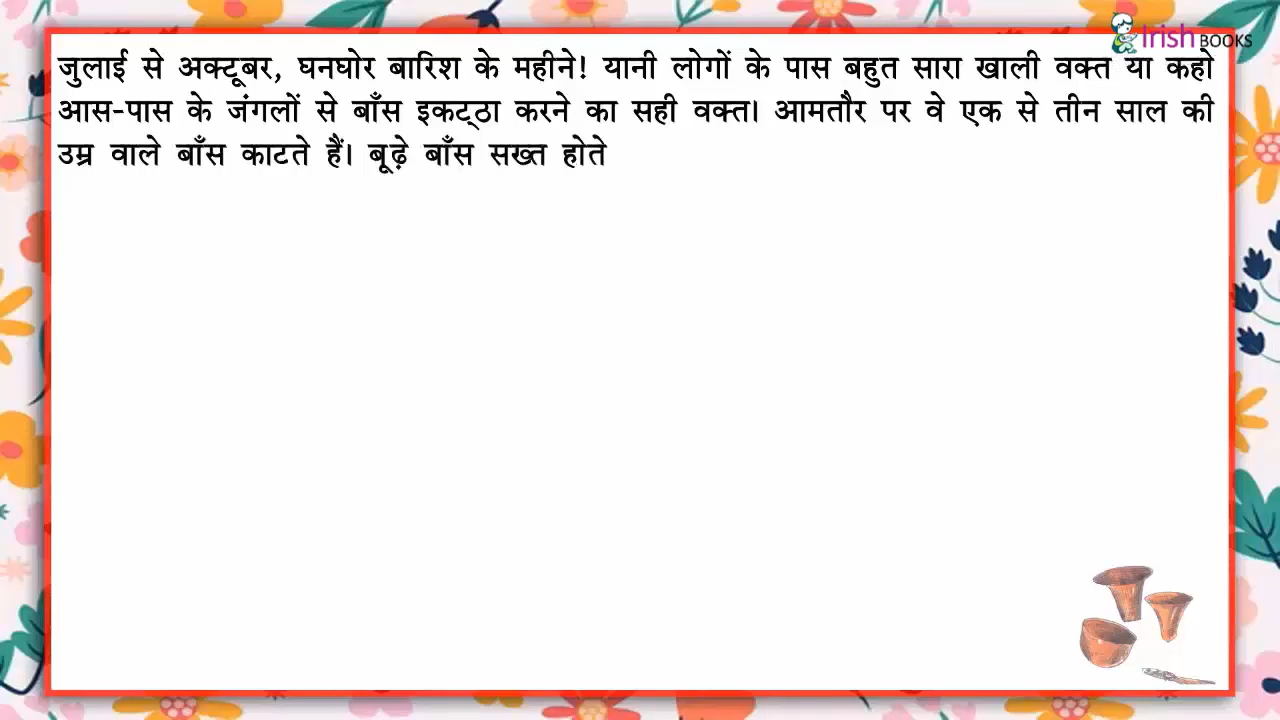 Irish BOOKS
जुलाई से अक्टूबर, घनघोर बारिश के महीने! यानी लोगों के पास बहुत सारा खाली वक्त या कहो
आस-पास के जंगलों से बाँस इकट्ठा करने का सही वक्त। आमतौर पर वे एक से तीन साल की
उम्र वाले बाँस काटते हैं। बूढ़े बाँस सख्त होते